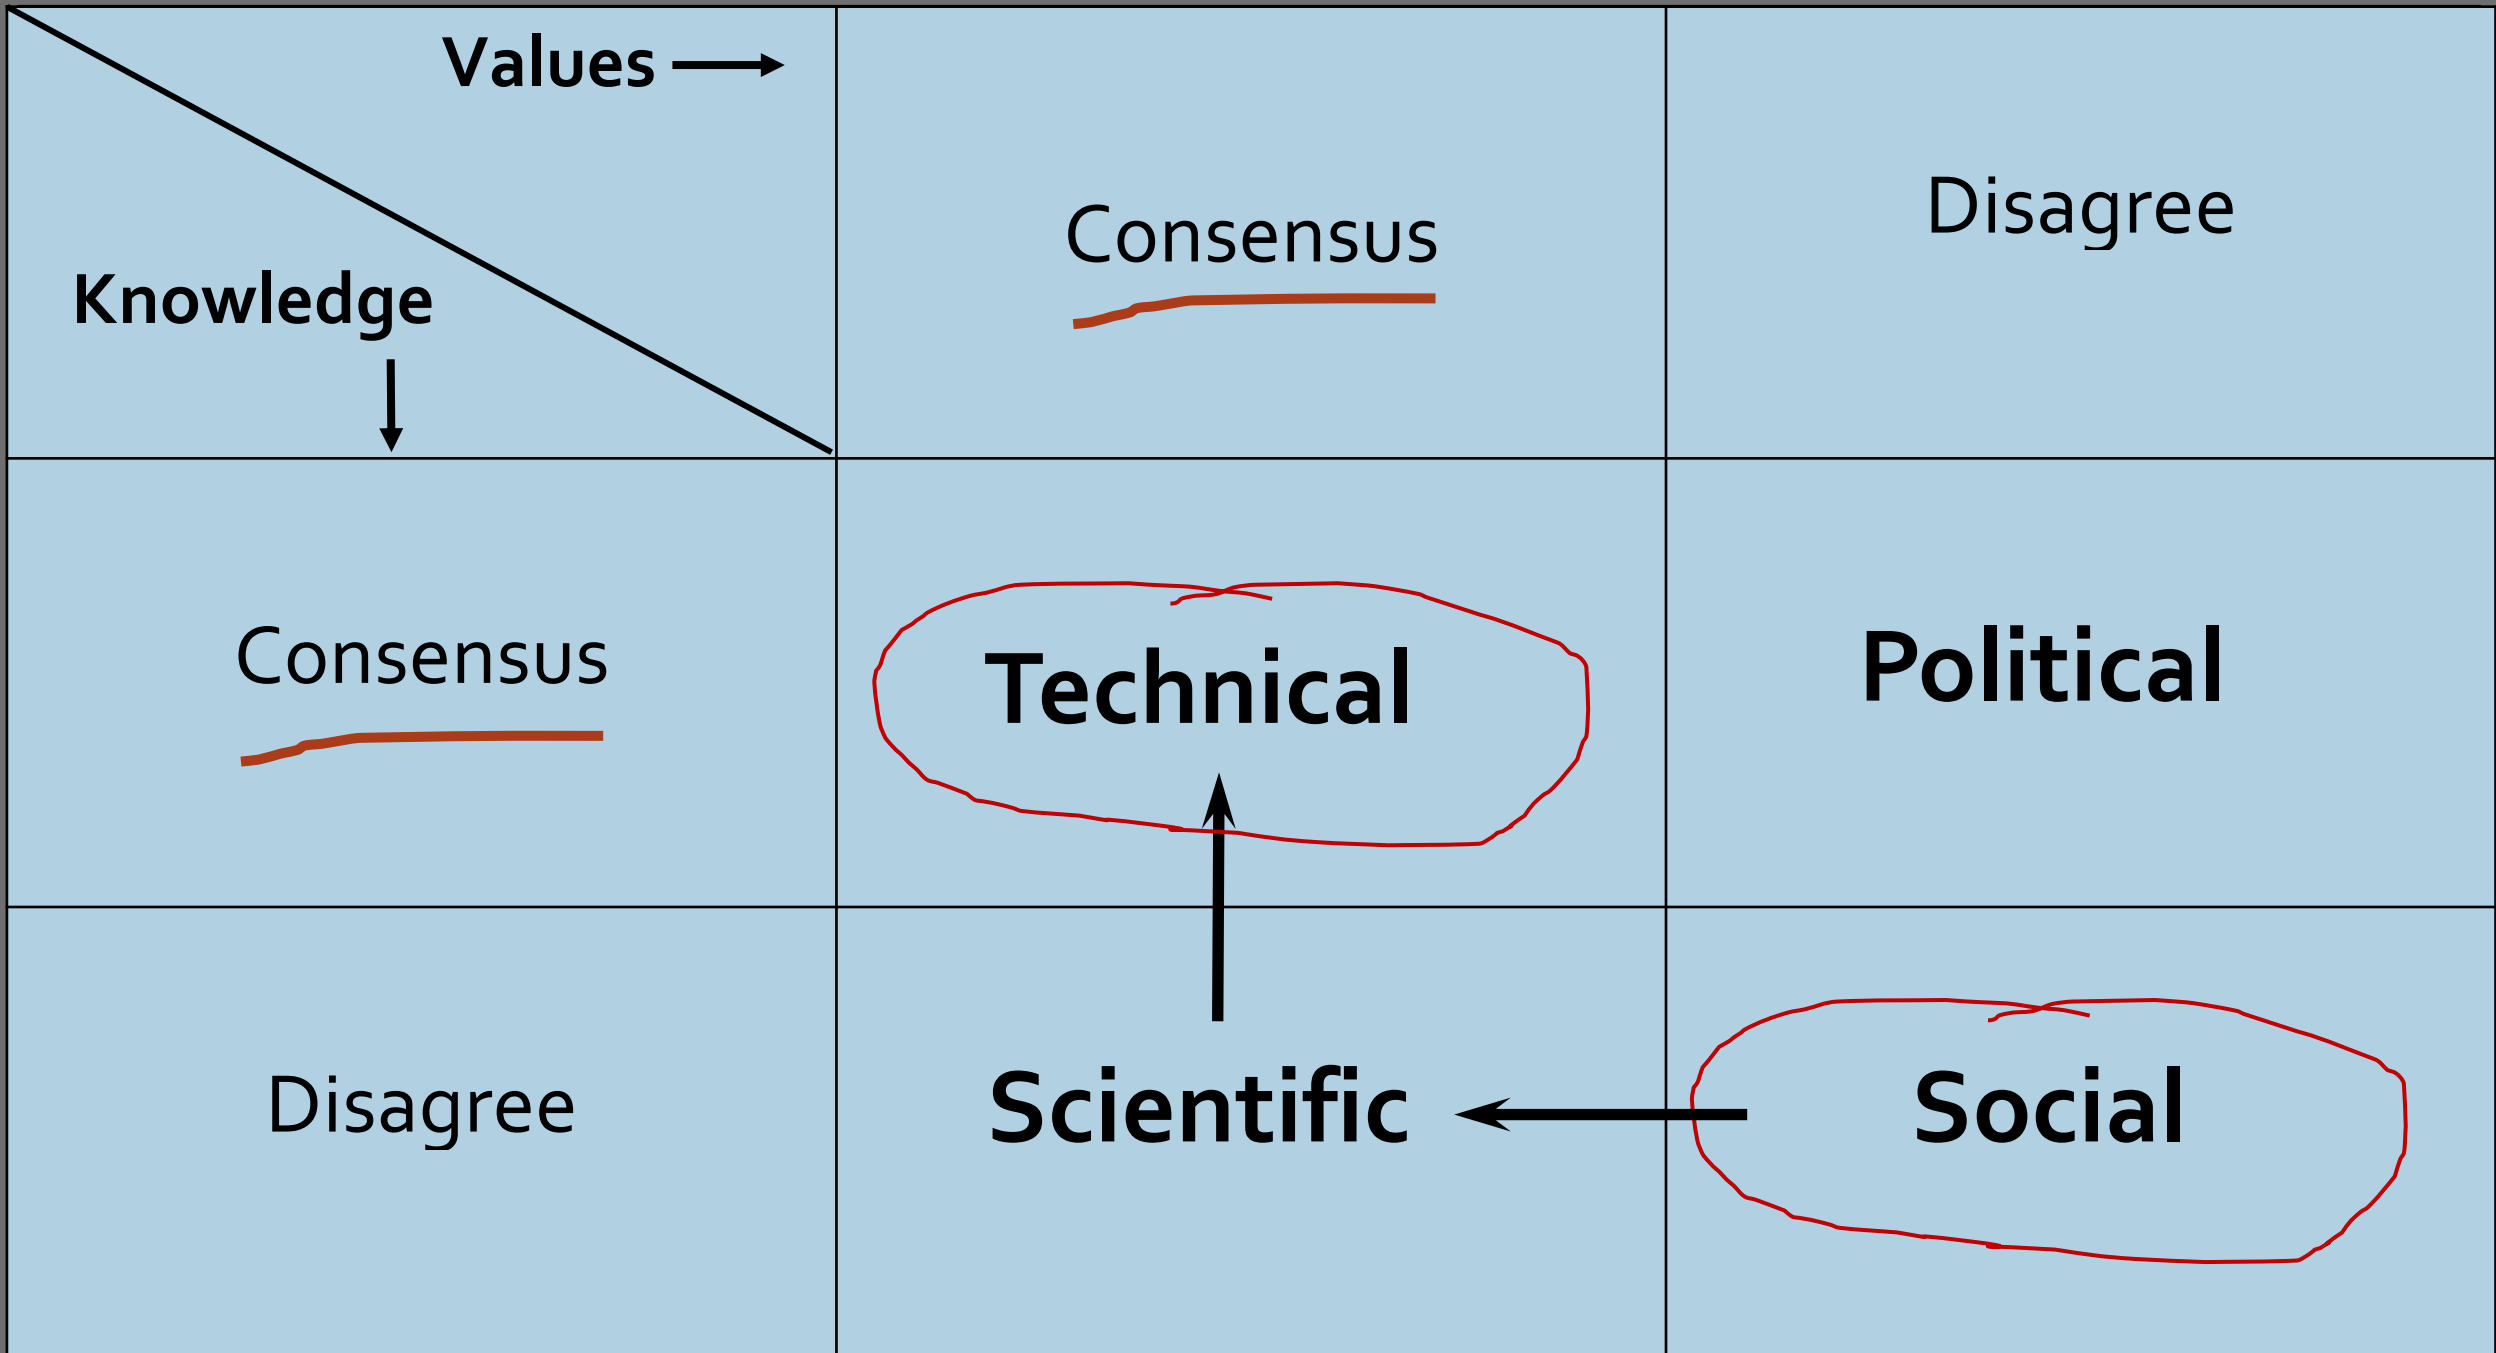 Values
Knowledge
Consensus
Disagree
Consensus
Technical
Political
Disagree
Scientific
Social